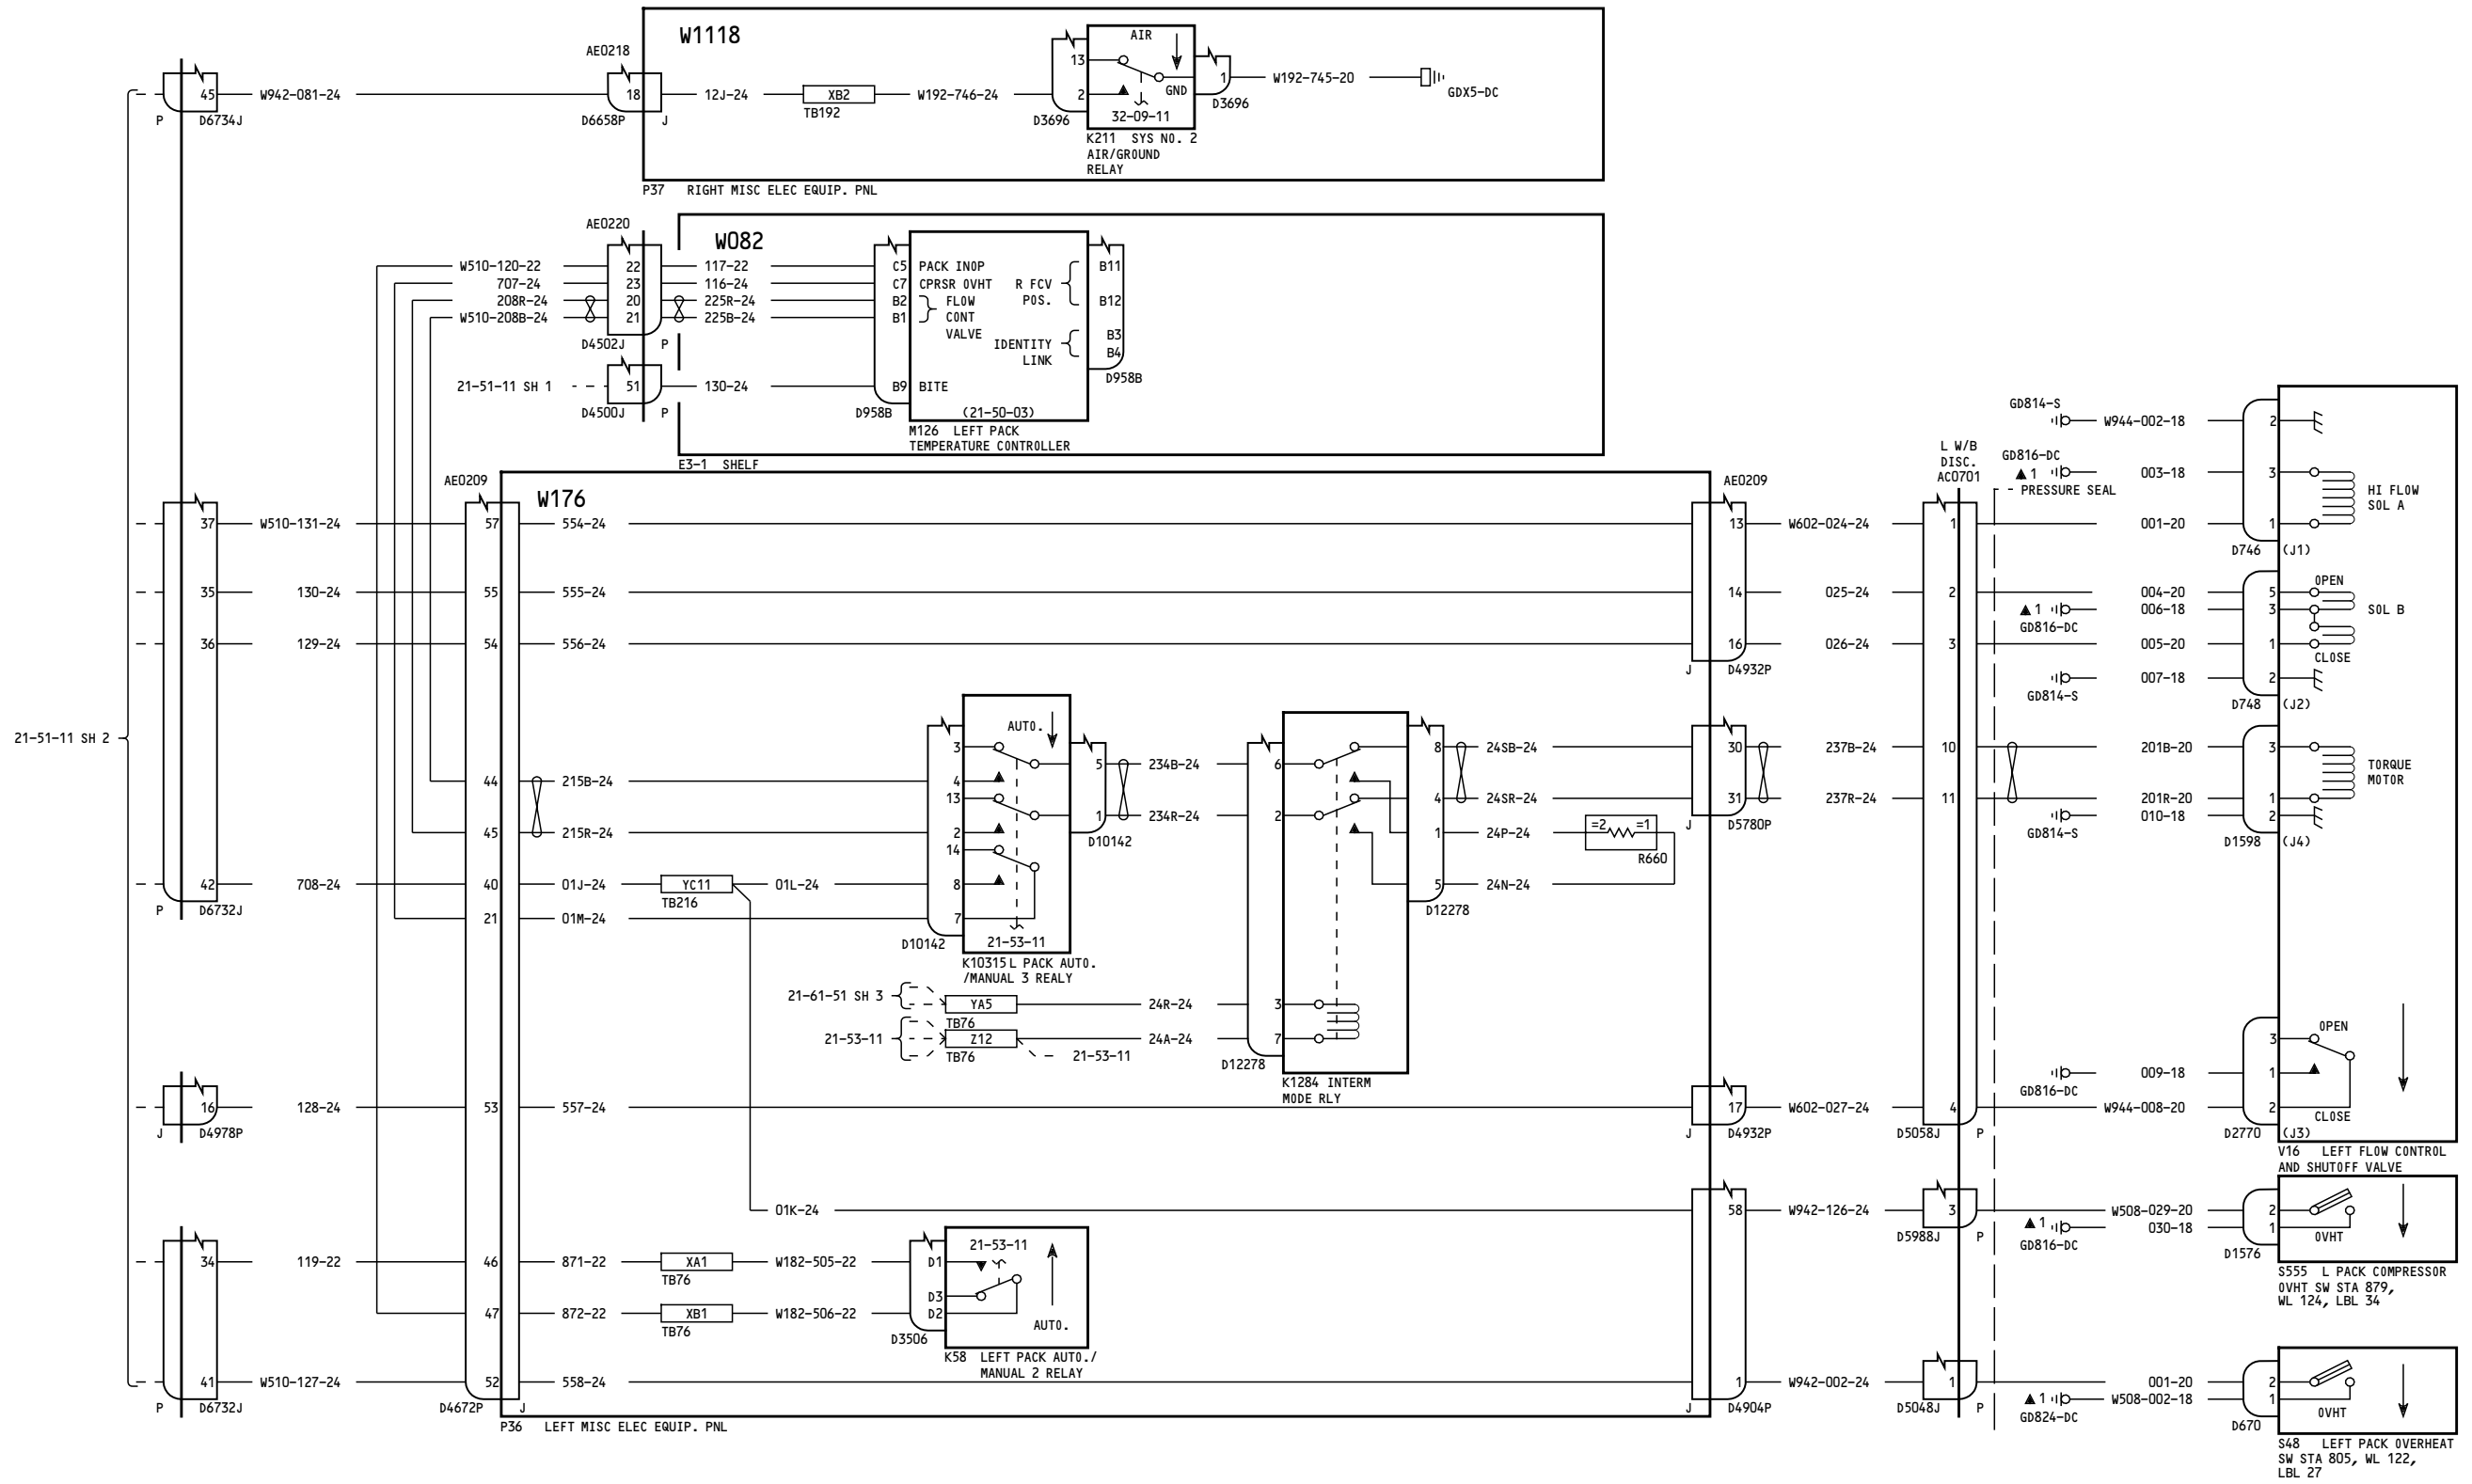 W1118
AE0218
45 W942-081-24 18 12J-24 XB2 W192-746-24
P D6734J D6658P J TB192 D3696
AIR
13
2
GND
1 W192-745-20 GDX5-DC
D3696
32-09-11
K211 SYS NO. 2
AIR/GROUND
RELAY
P37 RIGHT MISC ELEC EQUIP. PNL
AE0220
W082
W510-120-22 22 117-22 C5 PACK INOP
707-24 23 116-24 C7 CPRSR OVHT
208R-24 20 225R-24 B2 FLOW
W510-208B-24 21 225B-24 B1 CONT
VALVE
R FCV
POS.
B11
B12
IDENTITY
LINK
B3
B4
D958B
D4502J P
21-51-11 SH 1 51 130-24 B9 BITE
D4500J P D958B (21-50-03)
M126 LEFT PACK
TEMPERATURE CONTROLLER
E3-1 SHELF
21-51-11 SH 2
AE0209
W176
AE0209
37 W510-131-24 57 554-24 13 W602-024-24 1 001-20 1
35 130-24 55 555-24 14 025-24 2 004-20 5
36 129-24 54 556-24 16 026-24 3 005-20 1
J D4932P
L W/B
DISC.
AC0701
PRESSURE SEAL
GD814-S W944-002-18 2
GD816-DC
1 003-18 3
HI FLOW
SOL A
D746 (J1)
OPEN
1 006-18 3 SOL B
GD816-DC
CLOSE
007-18 2
GD814-S
D748 (J2)
44 215B-24
45 215R-24
42 708-24 40 01J-24 YC11 01L-24
P D6732J TB216
21 01M-24
AUTO.
3
4
13
2
14
8
7
D10142
21-53-11
K10315 L PACK AUTO.
/MANUAL 3 REALY
5 234B-24 6
1 234R-24 2
D10142
8 24SB-24 30 237B-24 10 201B-20 3
4 24SR-24 31 237R-24 11 201R-20 1
J D5780P
1 24P-24 =2 =1
R660
5 24N-24
D12278
TORQUE
MOTOR
010-18 2
GD814-S
D1598 (J4)
21-61-51 SH 3 YA5 24R-24 3
TB76
21-53-11 Z12 24A-24 7
TB76 21-53-11
D12278
K1284 INTERM
MODE RLY
OPEN
3
009-18 1
GD816-DC
16 128-24 53 557-24 17 W602-027-24 4 W944-008-20 2
CLOSE
J D4978P J D4932P D5058J P D2770 (J3)
V16 LEFT FLOW CONTROL
AND SHUTOFF VALVE
01K-24 58 W942-126-24 3 W508-029-20 2
1 030-18 1
GD816-DC
D5988J P
OVHT
D1576
S555 L PACK COMPRESSOR
OVHT SW STA 879,
WL 124, LBL 34
34 119-22 46 871-22 XA1 W182-505-22 D1
TB76
D3
47 872-22 XB1 W182-506-22 D2
TB76 D3506
21-53-11
AUTO.
K58 LEFT PACK AUTO./
MANUAL 2 RELAY
41 W510-127-24 52 558-24 1 W942-002-24 1 001-20 2
1 W508-002-18 1
GD824-DC
P D6732J D4672P J J D4904P D5048J P
OVHT
D670
P36 LEFT MISC ELEC EQUIP. PNL
S48 LEFT PACK OVERHEAT
SW STA 805, WL 122,
LBL 27